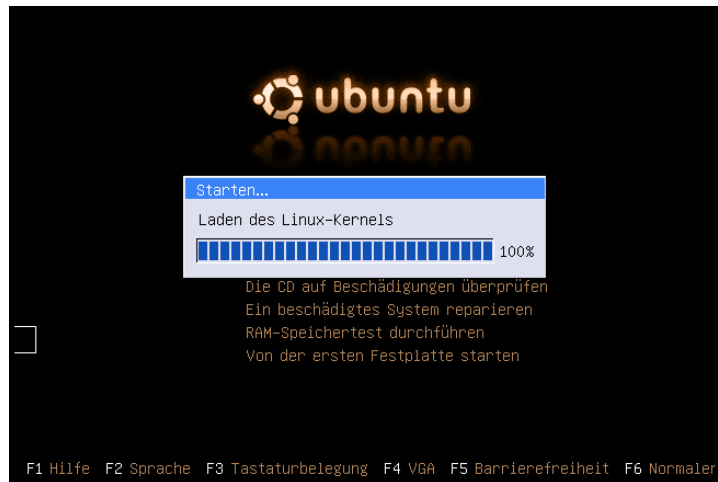 ubuntu
Starten...
Laden des Linux-Kernels
100%
Die CD auf Beschädigungen überprüfen
Ein beschädigtes System reparieren
RAM-Speichertest durchführen
Von der ersten Festplatte starten
F1 Hilfe F2 Sprache F3 Tastaturbelegung F4 VGA F5 Barrierefreiheit F6 Normaler